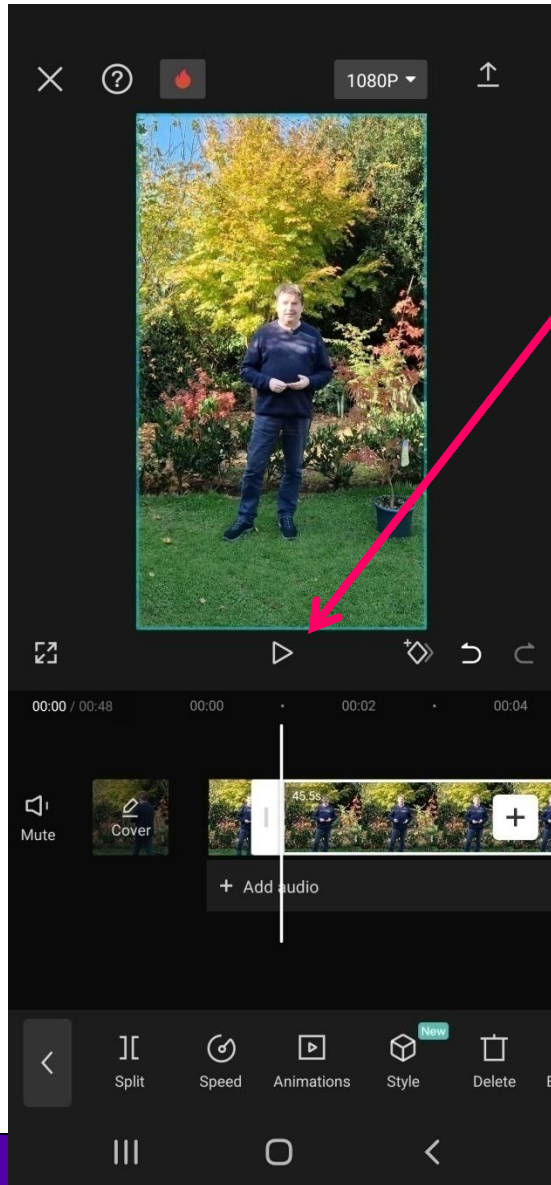 1080P
00:00 / 00:48 00:00 00:02 00:04
45.5s
Mute
Cover
+ Add audio
New
Split Speed Animations Style Delete